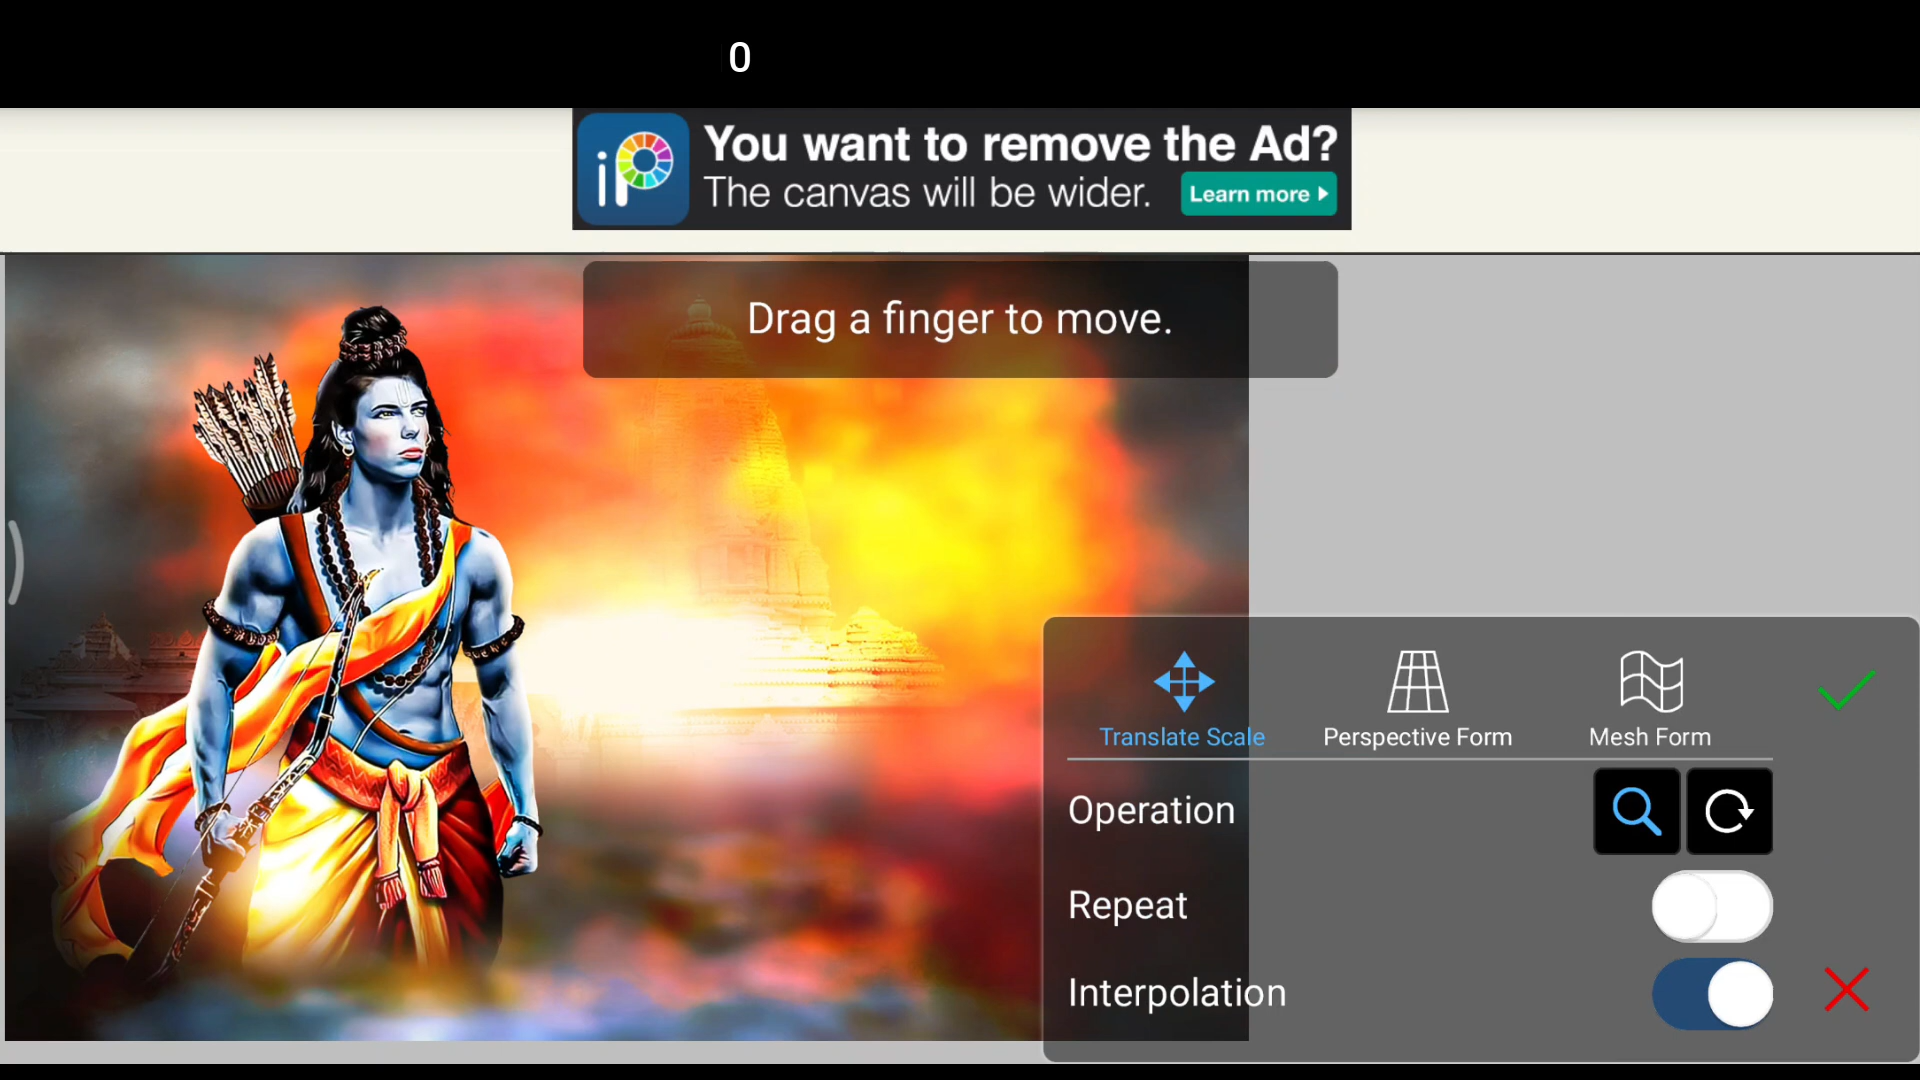 0
iP
You want to remove the Ad?
The canvas will be wider.
Learn more
Drag a finger to move.
Translate Scale
Perspective Form
Mesh Form
Operation
Repeat
Interpolation